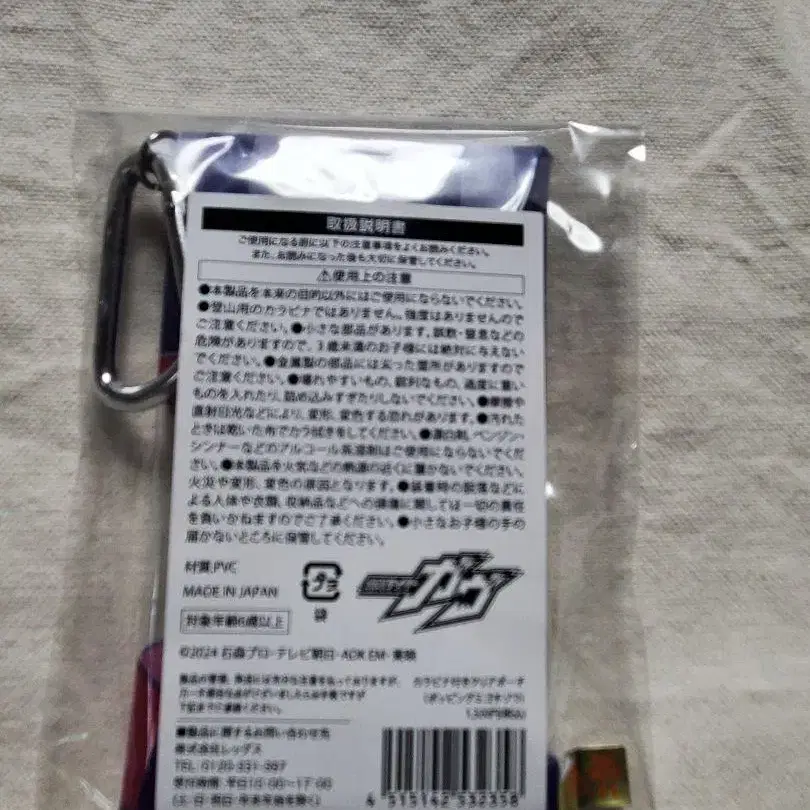 取扱説明書
ご使用になる前に以下の注意事項をよくお読みください。
また、お読みになった後も大切に保管してください。
⚠使用上の注意
●本製品を本来の目的以外にはご使用にならないでください。
●登山用のカラビナではありません。強度はありませんので
ご注意ください。●小さな部品があります。誤飲・窒息などの
危険がありますので、3歳未満のお子様には絶対に与えない
でください。●金属製の部品には尖った箇所がありますので
ご注意ください。●壊れやすいもの、鋭利なもの、過度に重い
ものを入れたり、詰め込みすぎたりしないでください。●摩擦や
直射日光などにより、変形、変色する恐れがあります。●汚れた
ときは乾いた布でカラ拭きをしてください。●漂白剤、ベンジン・
シンナーなどのアルコール系溶剤はご使用にならないでくだ
さい。●本製品を火気などの熱源の近くに置かないでください。
火災や変形、変色の原因となります。●装着時の脱落などに
よる人体や衣類、収納品などへの損傷に関しては一切の責任
を負いかねますのでご了承ください。●小さなお子様の手の
届かないところに保管してください。
材質:PVC
MADE IN JAPAN
袋
仮面ライダーガヴ
対象年齢6歳以上
©2024 石森プロ・テレビ朝日・ADK EM・東映
カラビナ付きクリアポーチ
●製品に関するお問い合わせ先
株式会社レッグス
受付時間:平日10:00~17:00
4 515142 532358